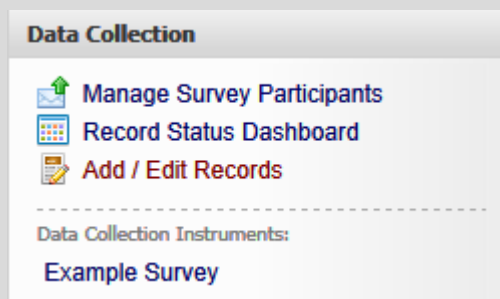 Data Collection
Manage Survey Participants
Record Status Dashboard
Add / Edit Records
Data Collection Instruments:
Example Survey